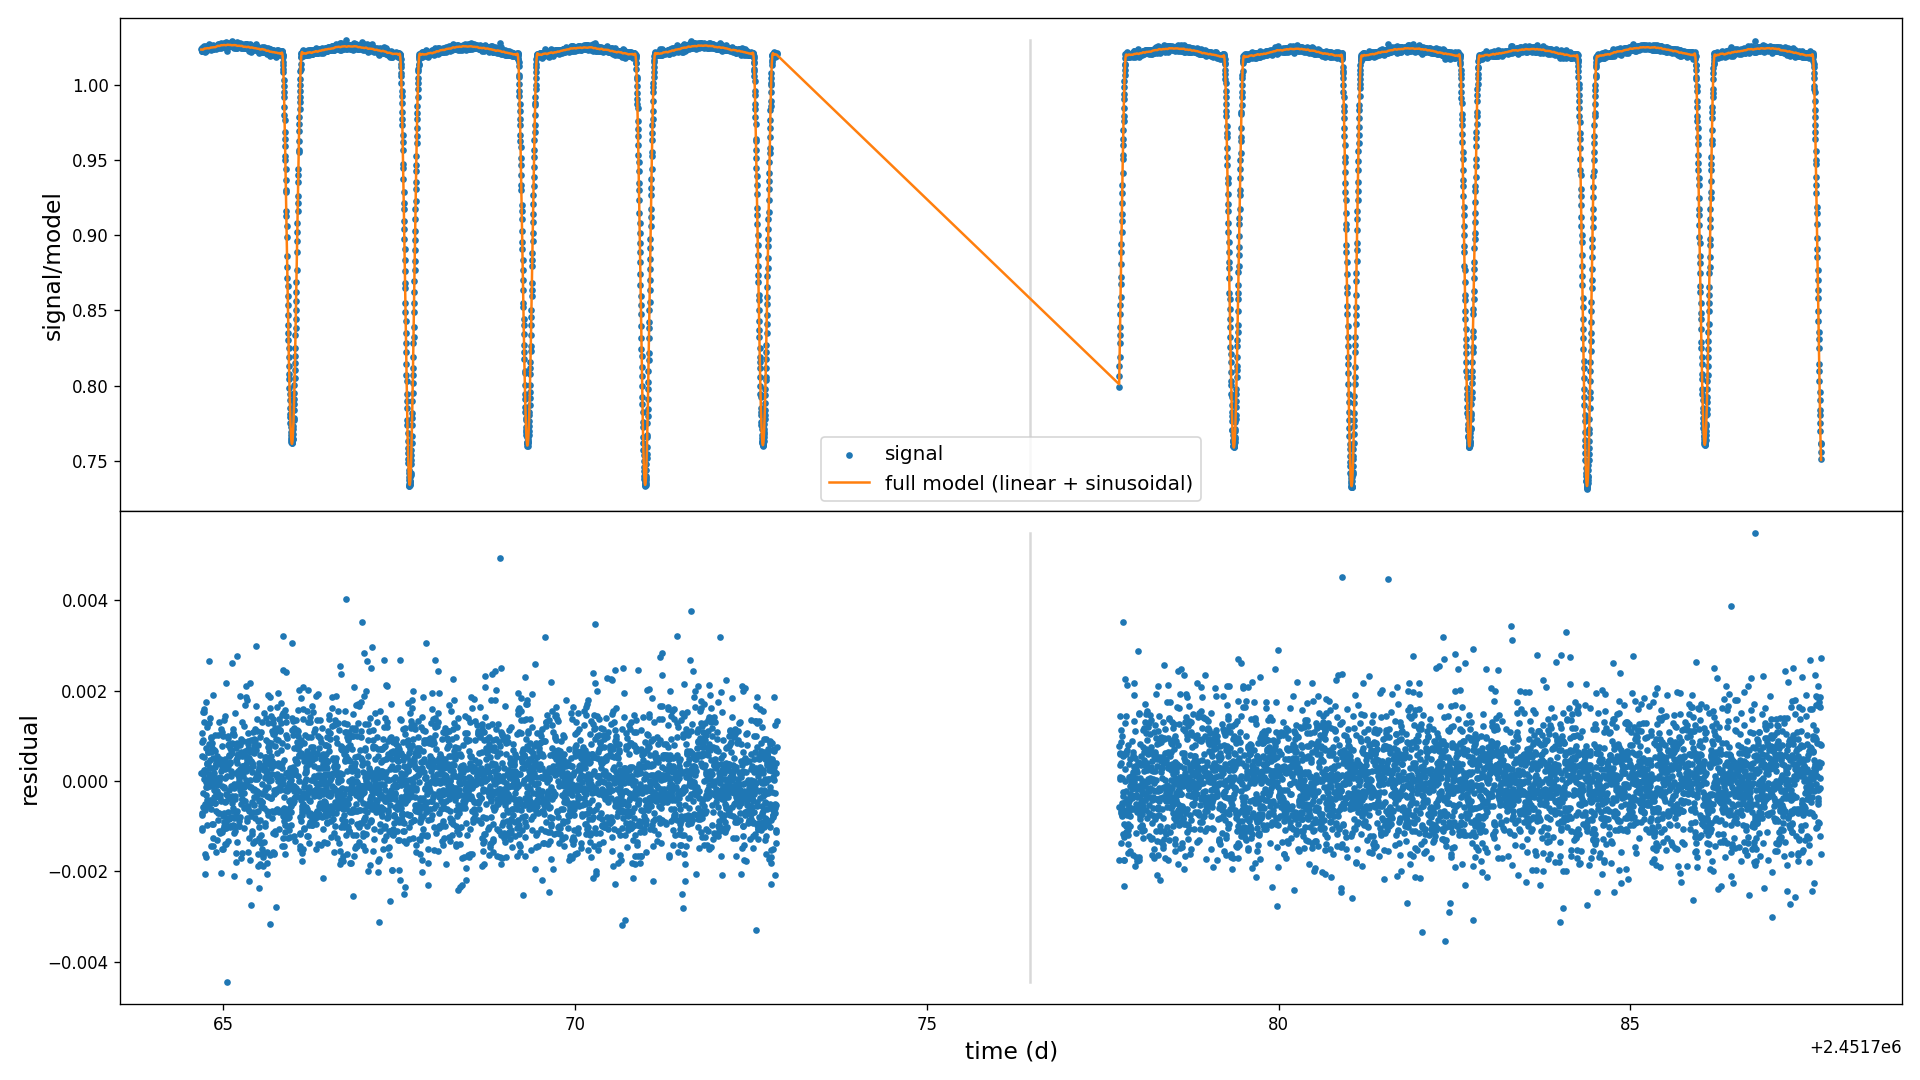 signal/model
1.00
0.95
0.90
0.85
0.80
0.75
signal
full model (linear + sinusoidal)
residual
0.004
0.002
0.000
−0.002
−0.004
65
70
75
80
85
time (d)
+2.4517e6